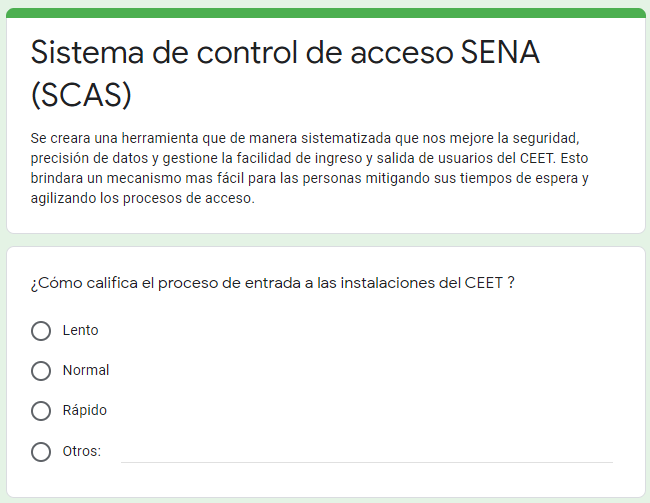 Sistema de control de acceso SENA
(SCAS)
Se creara una herramienta que de manera sistematizada que nos mejore la seguridad,
precisión de datos y gestione la facilidad de ingreso y salida de usuarios del CEET. Esto
brindara un mecanismo mas fácil para las personas mitigando sus tiempos de espera y
agilizando los procesos de acceso.
¿Cómo califica el proceso de entrada a las instalaciones del CEET ?
Lento
Normal
Rápido
Otros: